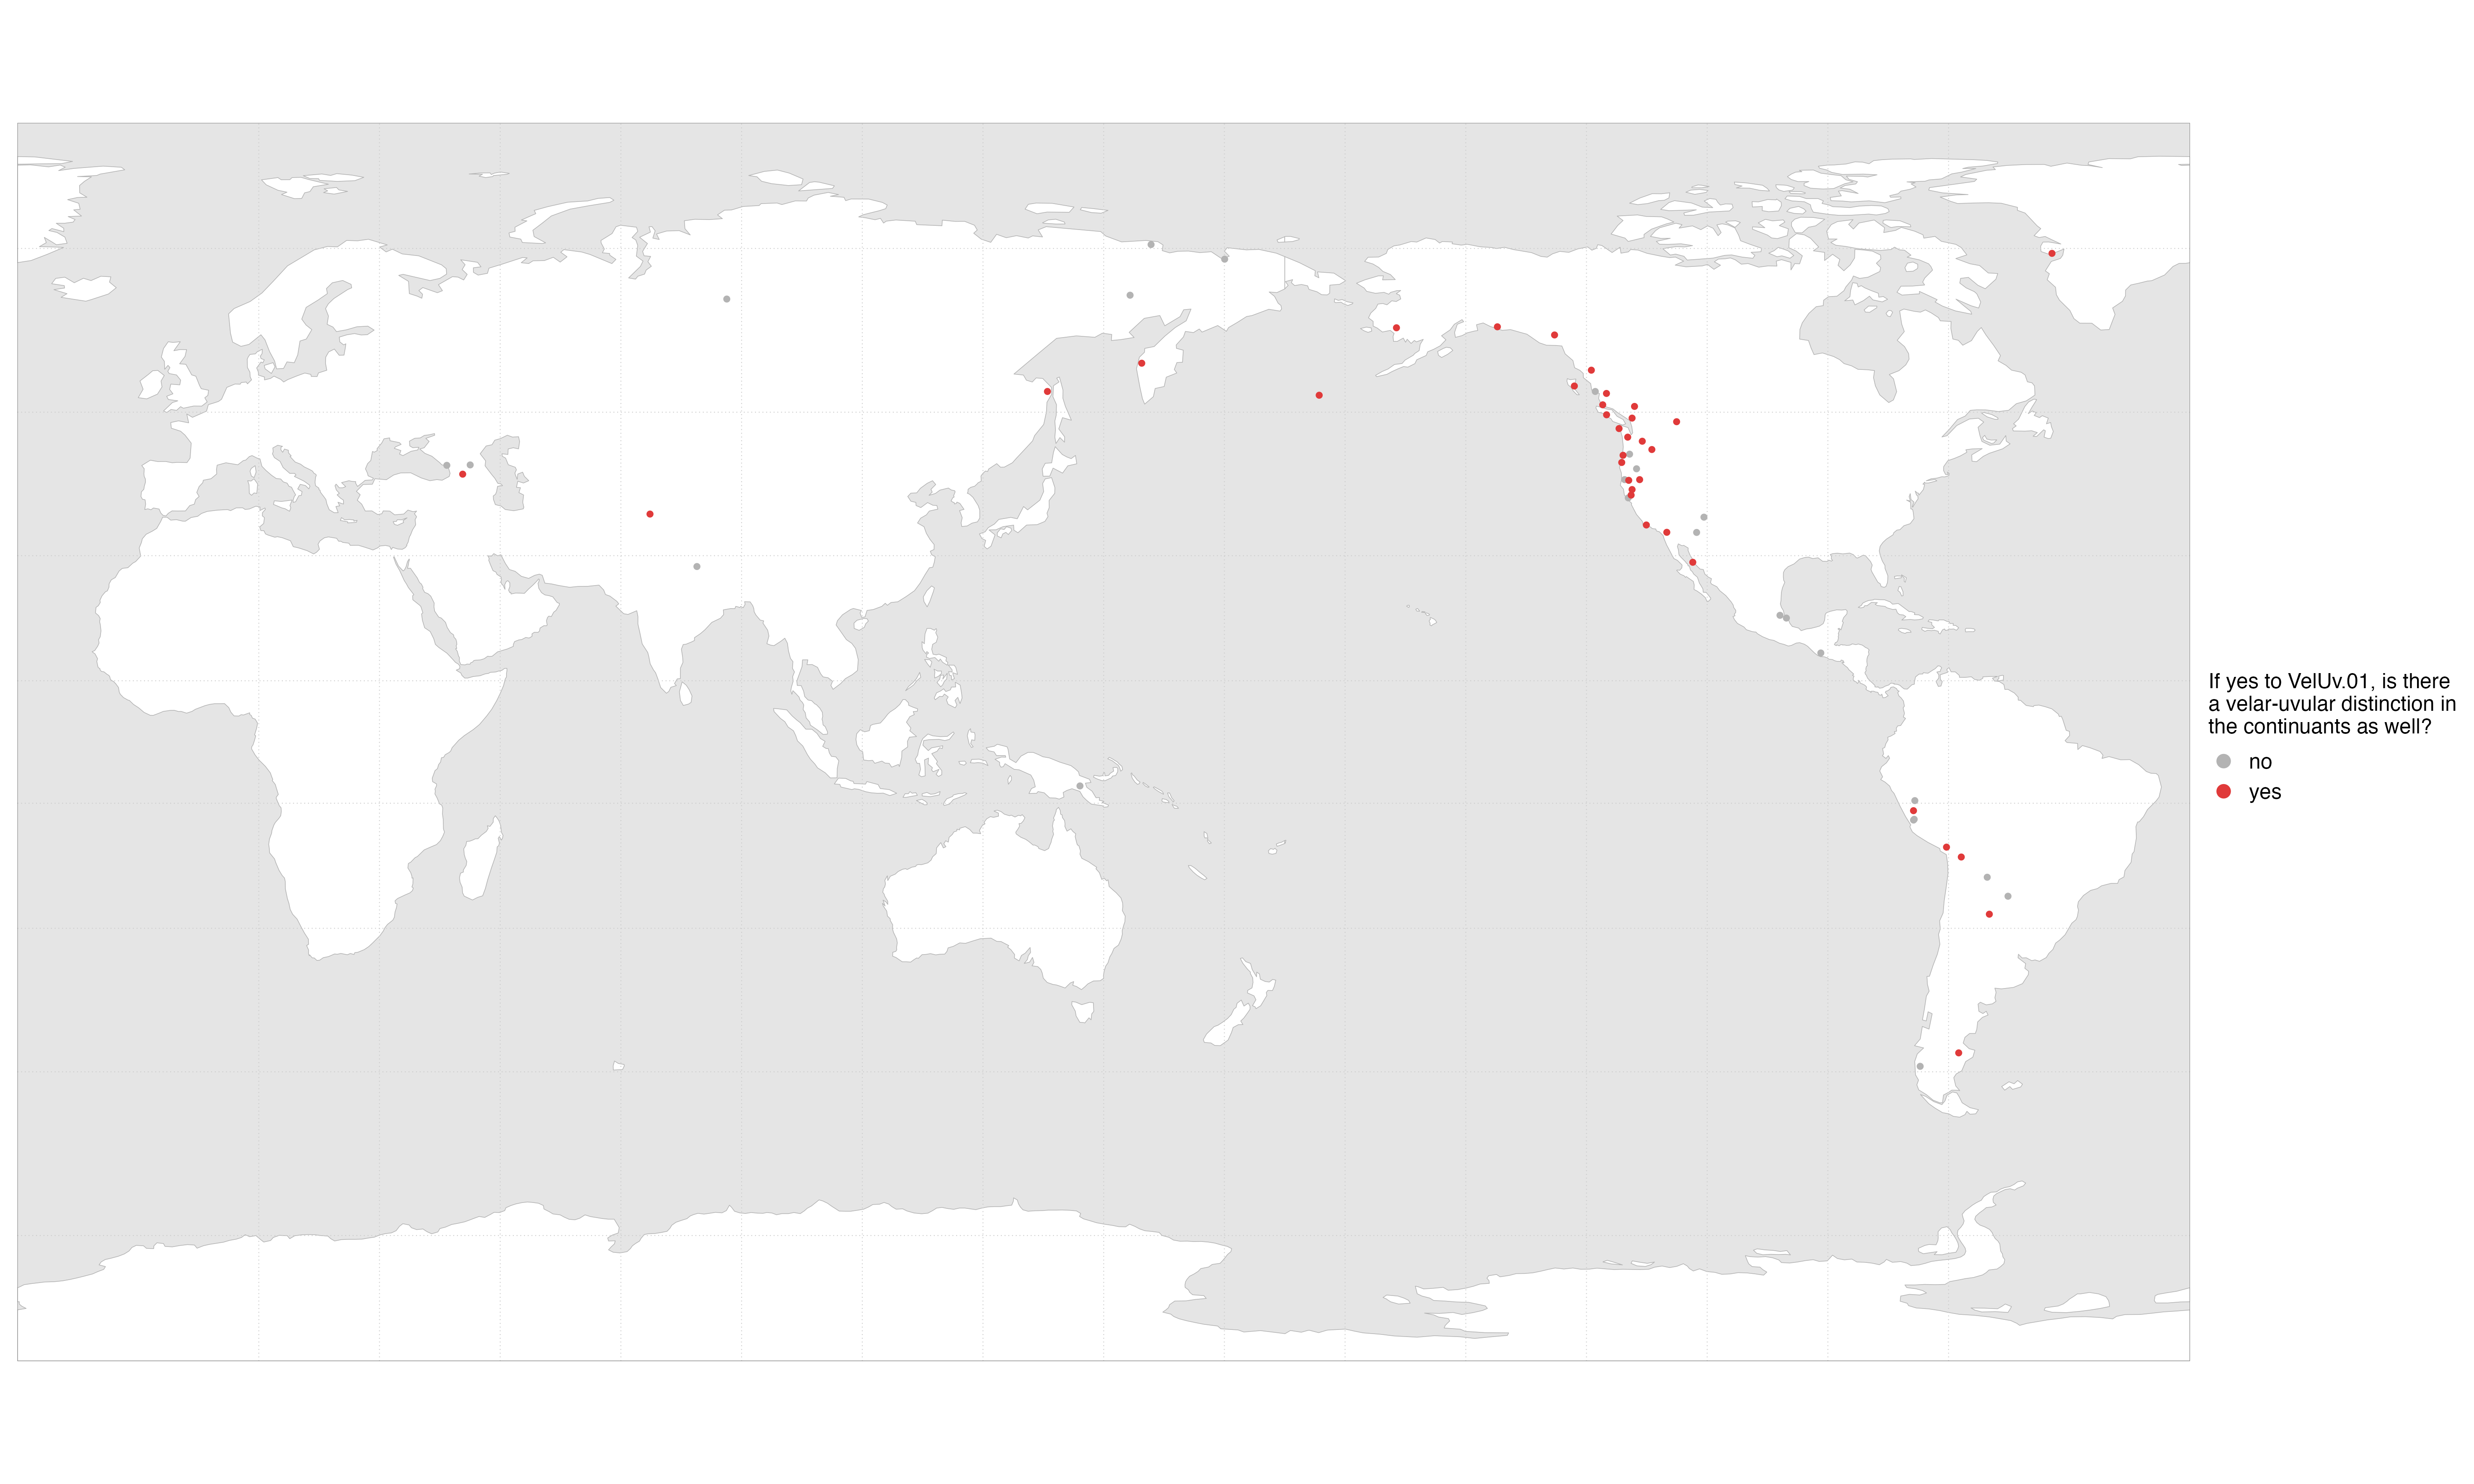 If yes to VelUv.01, is there
a velar-uvular distinction in
the continuants as well?
no
yes